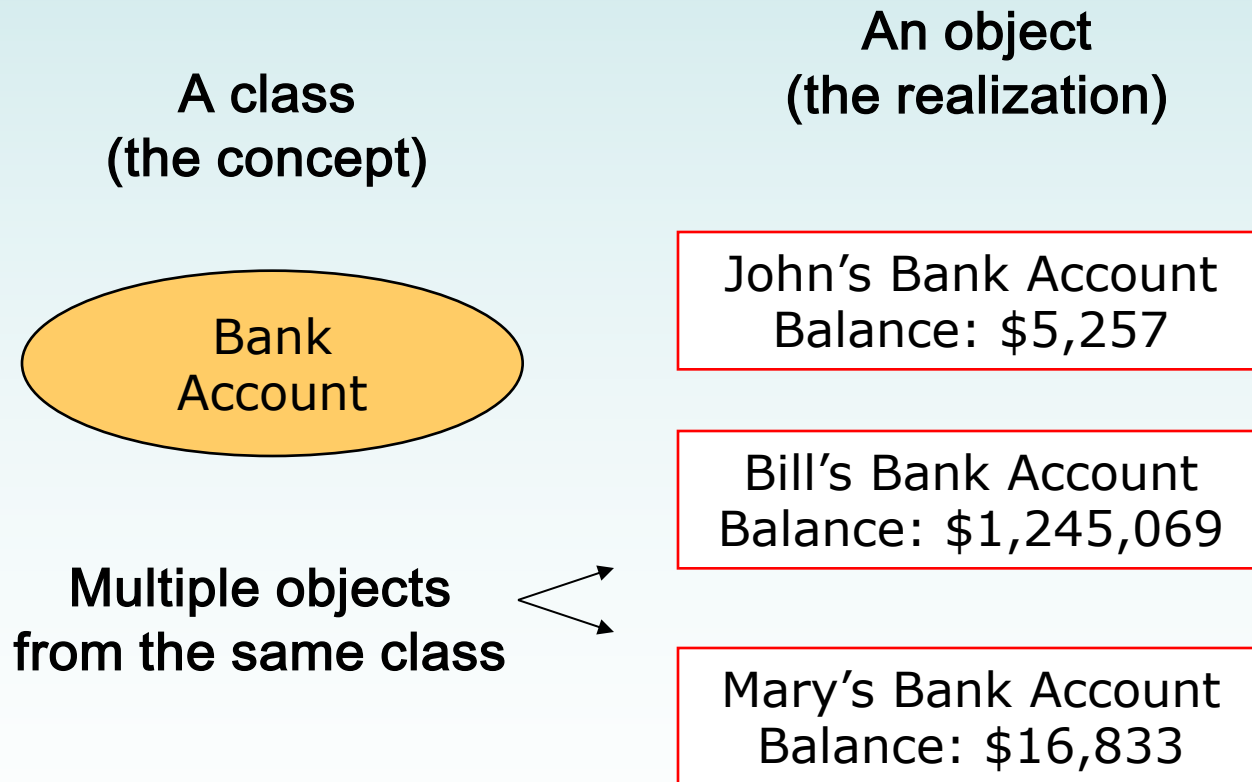 A class
(the concept)
An object
(the realization)
Bank
Account
John’s Bank Account
Balance: $5,257
Bill’s Bank Account
Balance: $1,245,069
Multiple objects
from the same class
Mary’s Bank Account
Balance: $16,833